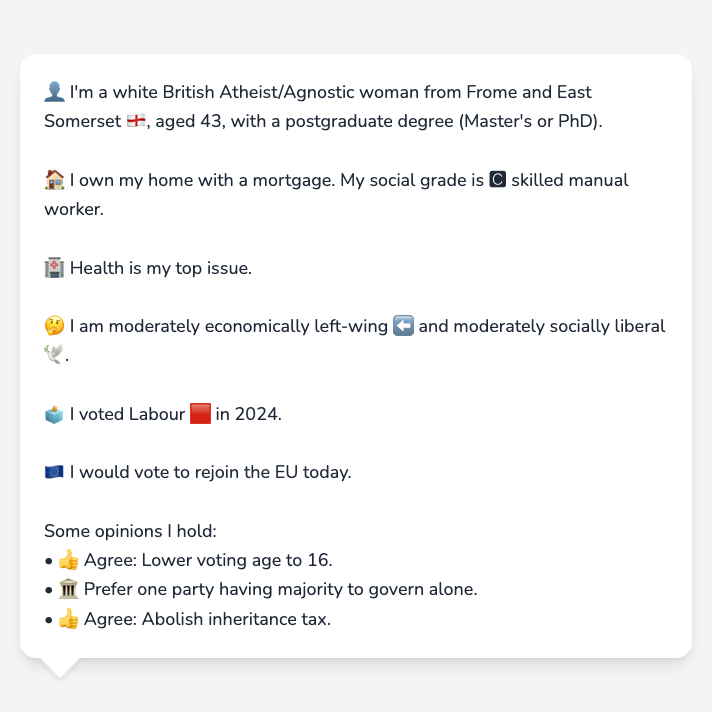 👤 I'm a white British Atheist/Agnostic woman from Frome and East
Somerset 🏴󠁧󠁢󠁥󠁮󠁧󠁿, aged 43, with a postgraduate degree (Master's or PhD).
🏠 I own my home with a mortgage. My social grade is 🅲 skilled manual
worker.
🏥 Health is my top issue.
🤔 I am moderately economically left-wing ⬅️ and moderately socially liberal
🕊️.
🗳️ I voted Labour 🟥 in 2024.
🇪🇺 I would vote to rejoin the EU today.
Some opinions I hold:
• 👍 Agree: Lower voting age to 16.
• 🏛️ Prefer one party having majority to govern alone.
• 👍 Agree: Abolish inheritance tax.